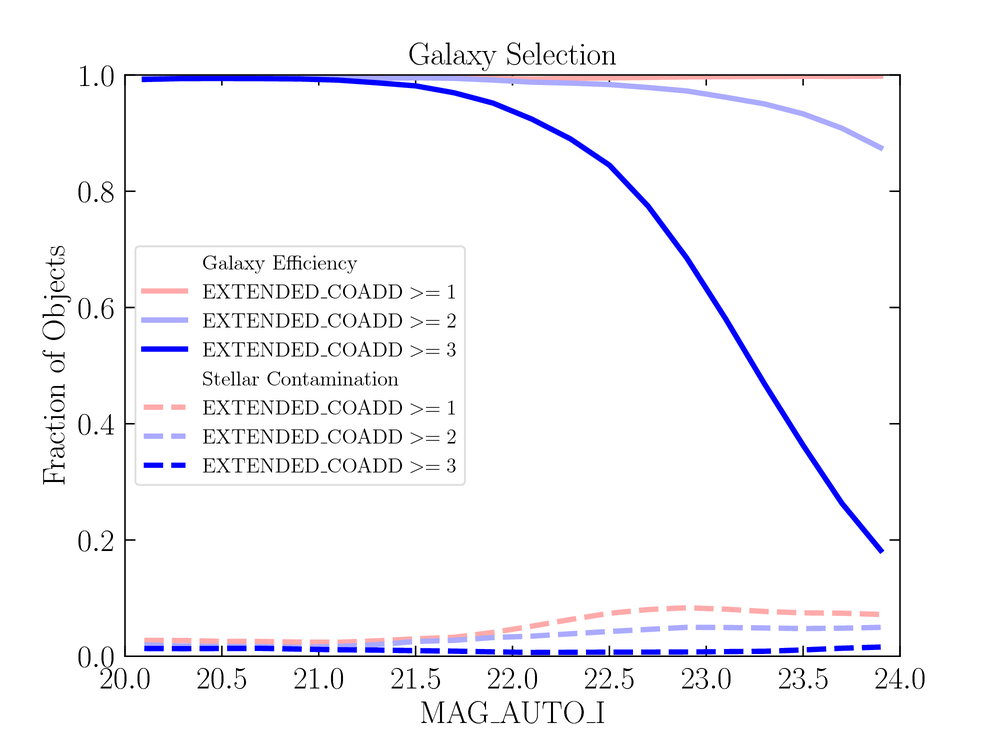 Galaxy Selection
1.0
0.8
0.6
0.4
0.2
0.0
Fraction of Objects
Galaxy Efficiency
EXTENDED_COADD >= 1
EXTENDED_COADD >= 2
EXTENDED_COADD >= 3
Stellar Contamination
EXTENDED_COADD >= 1
EXTENDED_COADD >= 2
EXTENDED_COADD >= 3
20.0 20.5 21.0 21.5 22.0 22.5 23.0 23.5 24.0
MAG_AUTO_I